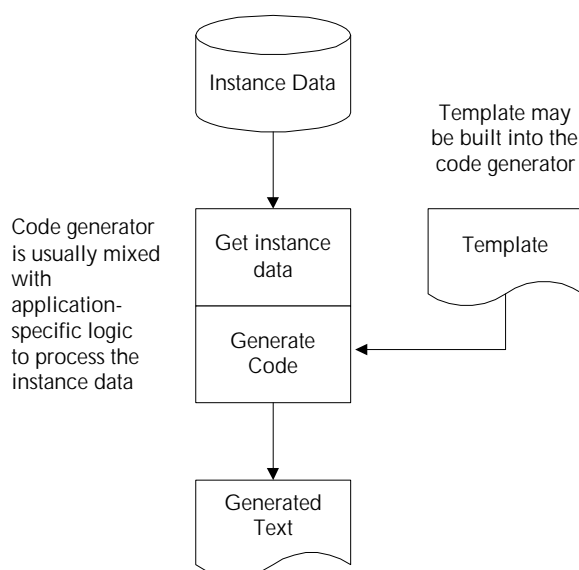 Instance Data
Template may
be built into the
code generator
Code generator
is usually mixed
with
application-
specific logic
to process the
instance data
Get instance
data
Template
Generate
Code
Generated
Text